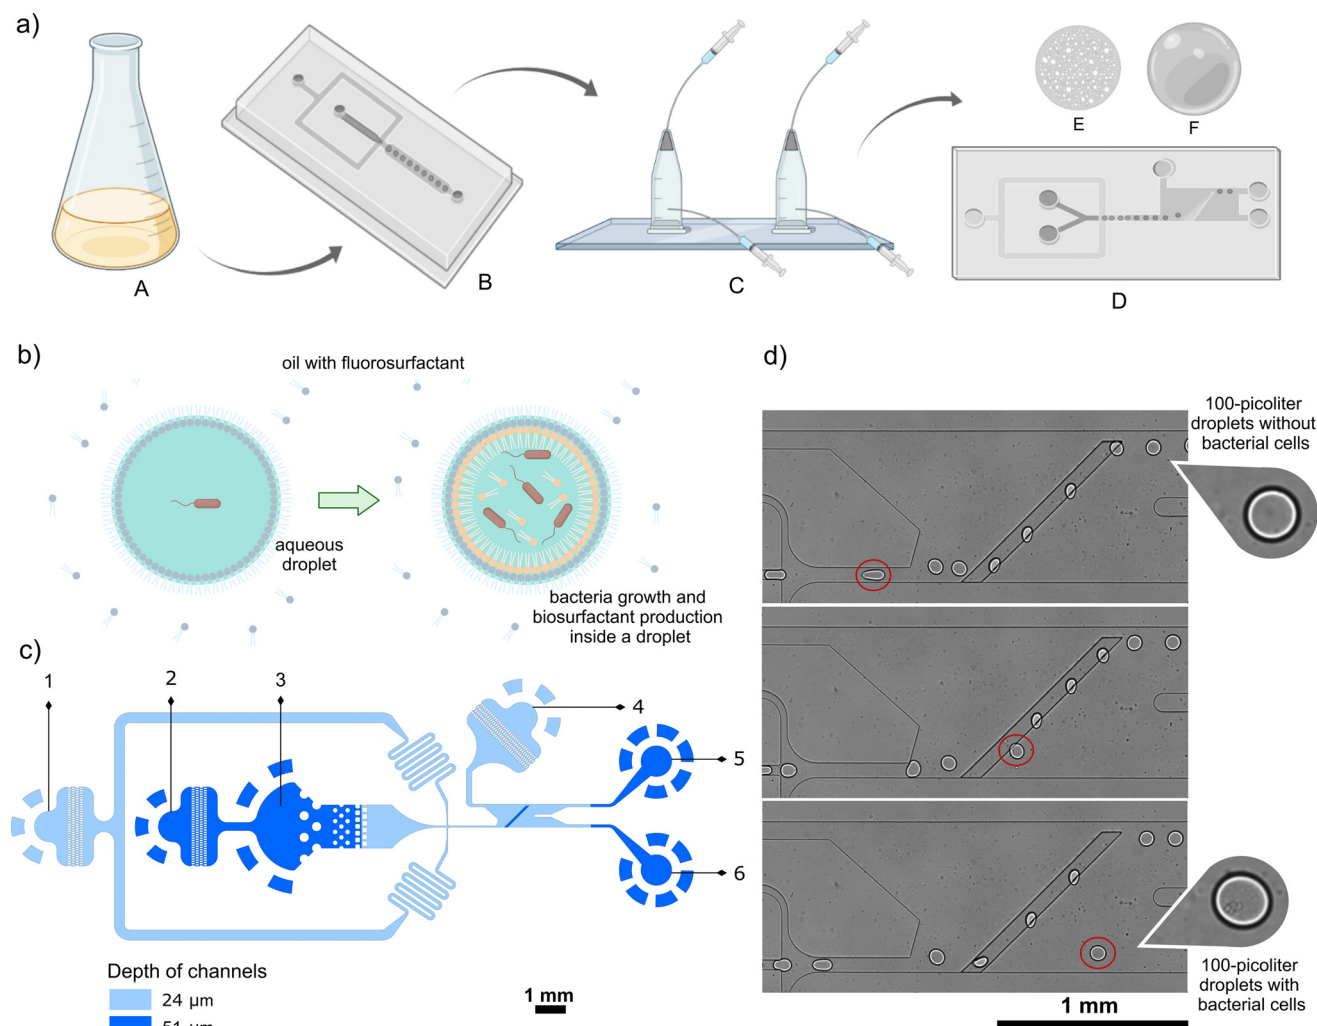 a)
A
B
C
D
E
F
b)
oil with fluorosurfactant
aqueous
droplet
bacteria growth and
biosurfactant production
inside a droplet
c)
1
2
3
4
5
6
Depth of channels
24 µm
51 µm
1 mm
d)
100-picoliter
droplets without
bacterial cells
100-picoliter
droplets with
bacterial cells
1 mm